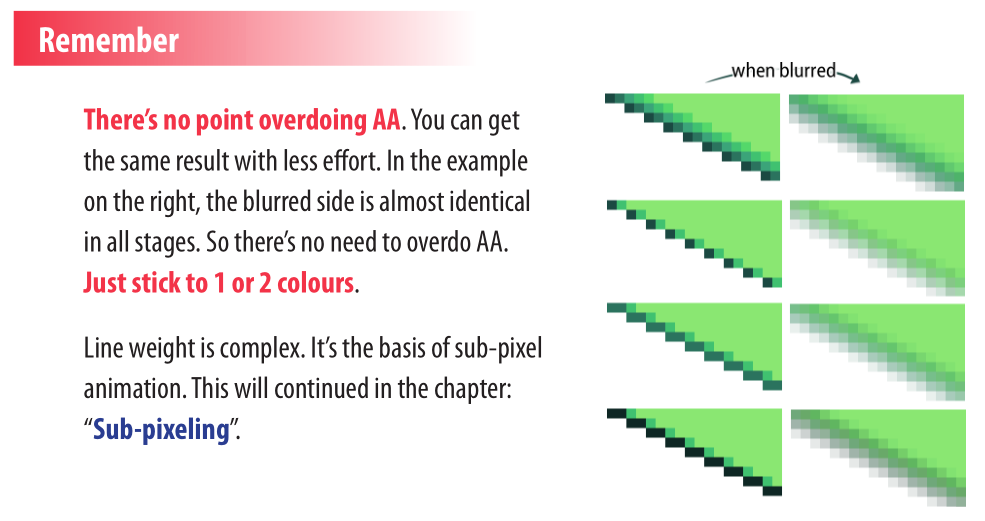 Remember
when blurred
There's no point overdoing AA. You can get
the same result with less effort. In the example
on the right, the blurred side is almost identical
in all stages. So there's no need to overdo AA.
Just stick to 1 or 2 colours.
Line weight is complex. It's the basis of sub-pixel
animation. This will continued in the chapter:
“Sub-pixeling”.